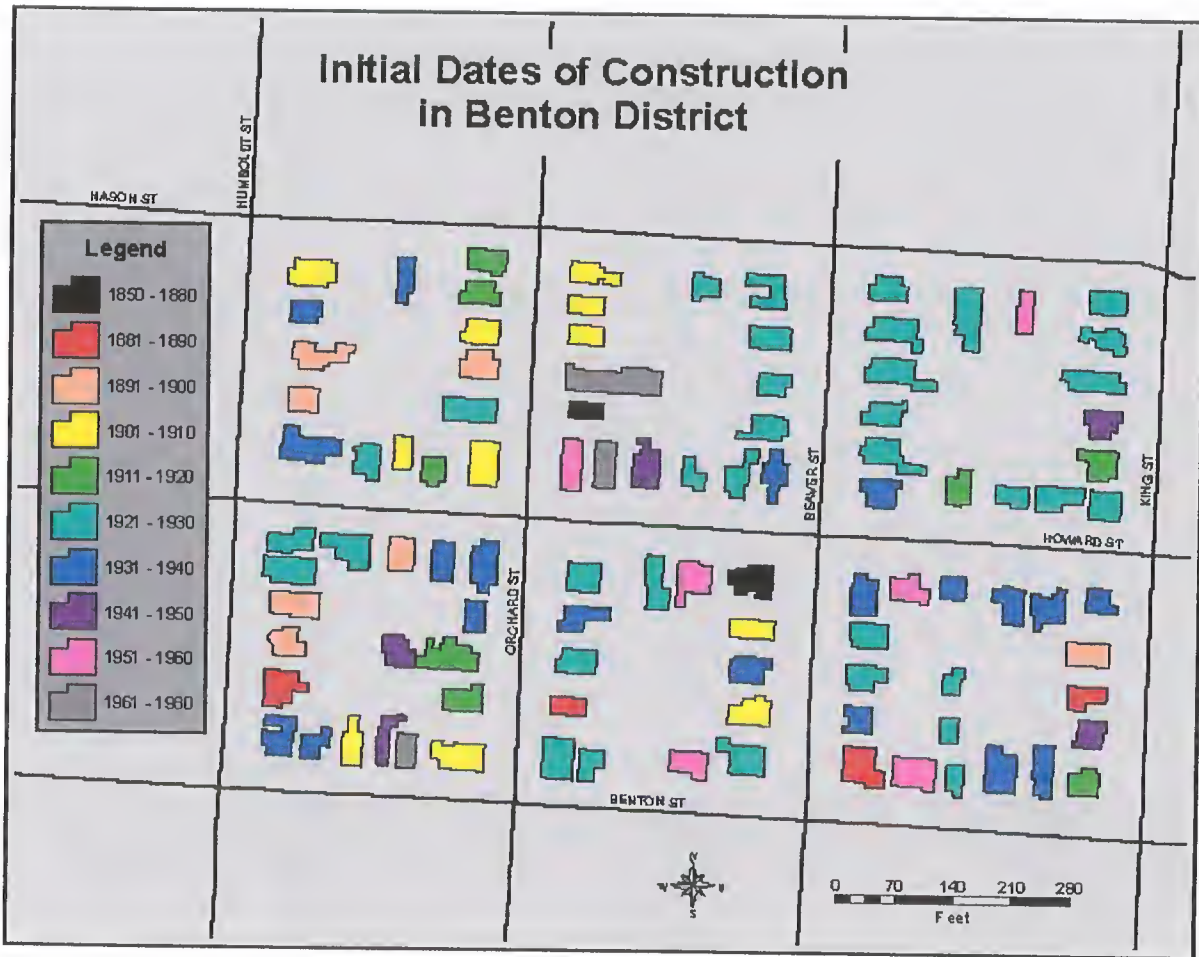 Initial Dates of Construction
in Benton District
HUMBOLDT ST
MASON ST
Legend
1850 - 1880
1881 - 1890
1891 - 1900
1901 - 1910
1911 - 1920
1921 - 1930
1931 - 1940
1941 - 1950
1951 - 1960
1961 - 1980
BEAVER ST
KING ST
HOWARD ST
ORCHARD ST
BENTON ST
N
W
E
S
0 70 140 210 280
Feet